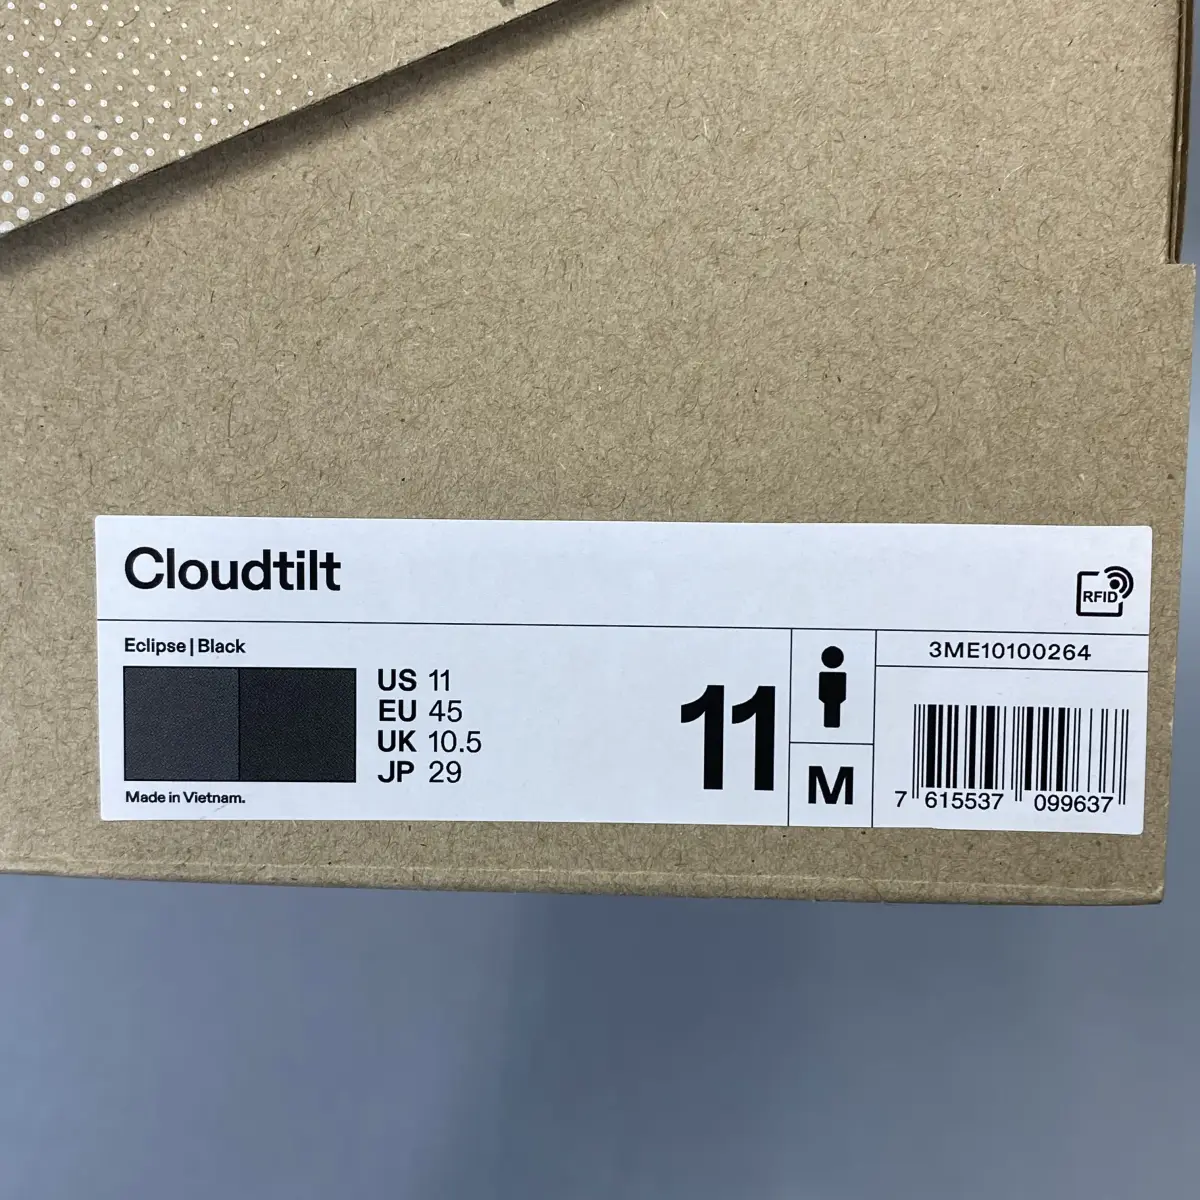 Cloudtilt
RFID
Eclipse | Black
US 11
EU 45
UK 10.5
JP 29
Made in Vietnam.
11
M
3ME10100264
7 615537 099637